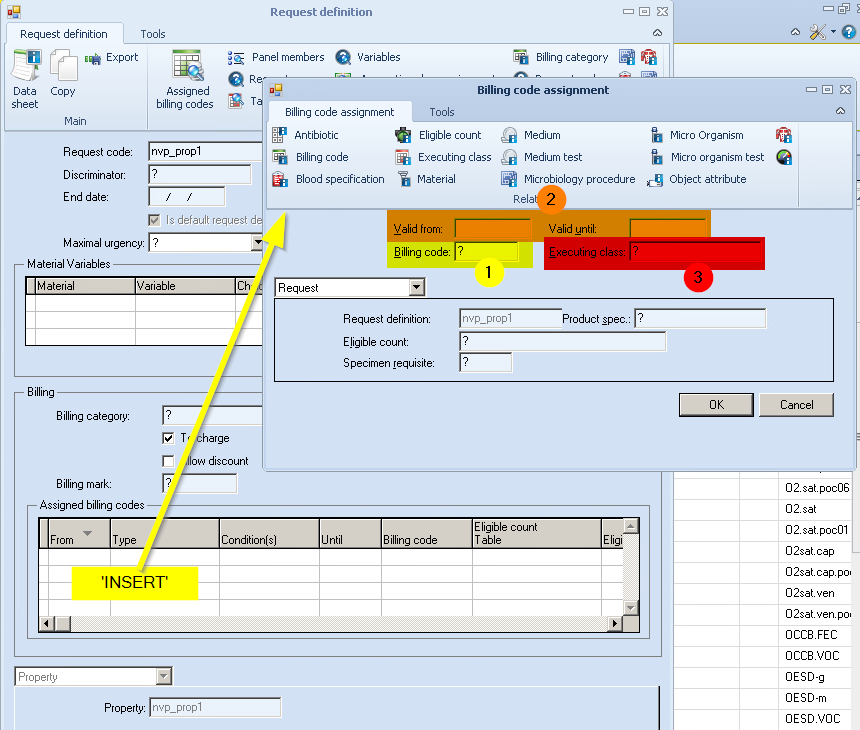 Request definition
Request definition
Tools
Data sheet
Copy
Export
Main
Assigned billing codes
Panel members
Variables
Billing category
Billing code assignment
Billing code assignment
Tools
Antibiotic
Eligible count
Medium
Micro Organism
Billing code
Executing class
Medium test
Micro organism test
Blood specification
Material
Microbiology procedure
Object attribute
Relat
2
Request code:
nvp_prop1
Discriminator:
?
End date:
/ /
Is default request de
Maximal urgency:
?
Valid from:
Valid until:
Billing code:
?
Executing class:
?
1
3
Material Variables
Material
Variable
Request
Request definition:
nvp_prop1
Product spec.:
?
Eligible count:
?
Specimen requisite:
?
OK
Cancel
Billing
Billing category:
?
charge
llow discount
Billing mark:
?
Assigned billing codes
From
Type
Condition(s)
Until
Billing code
Eligible count Table
Eligi
'INSERT'
Property
Property:
nvp_prop1
O2.sat.poc06
O2.sat
O2.sat.poc01
O2sat.cap
O2sat.cap.poc
O2sat.ven
O2sat.ven.poc
OCCB.FEC
OCCB.VOC
OESD-g
OESD-m
OESD.VOC